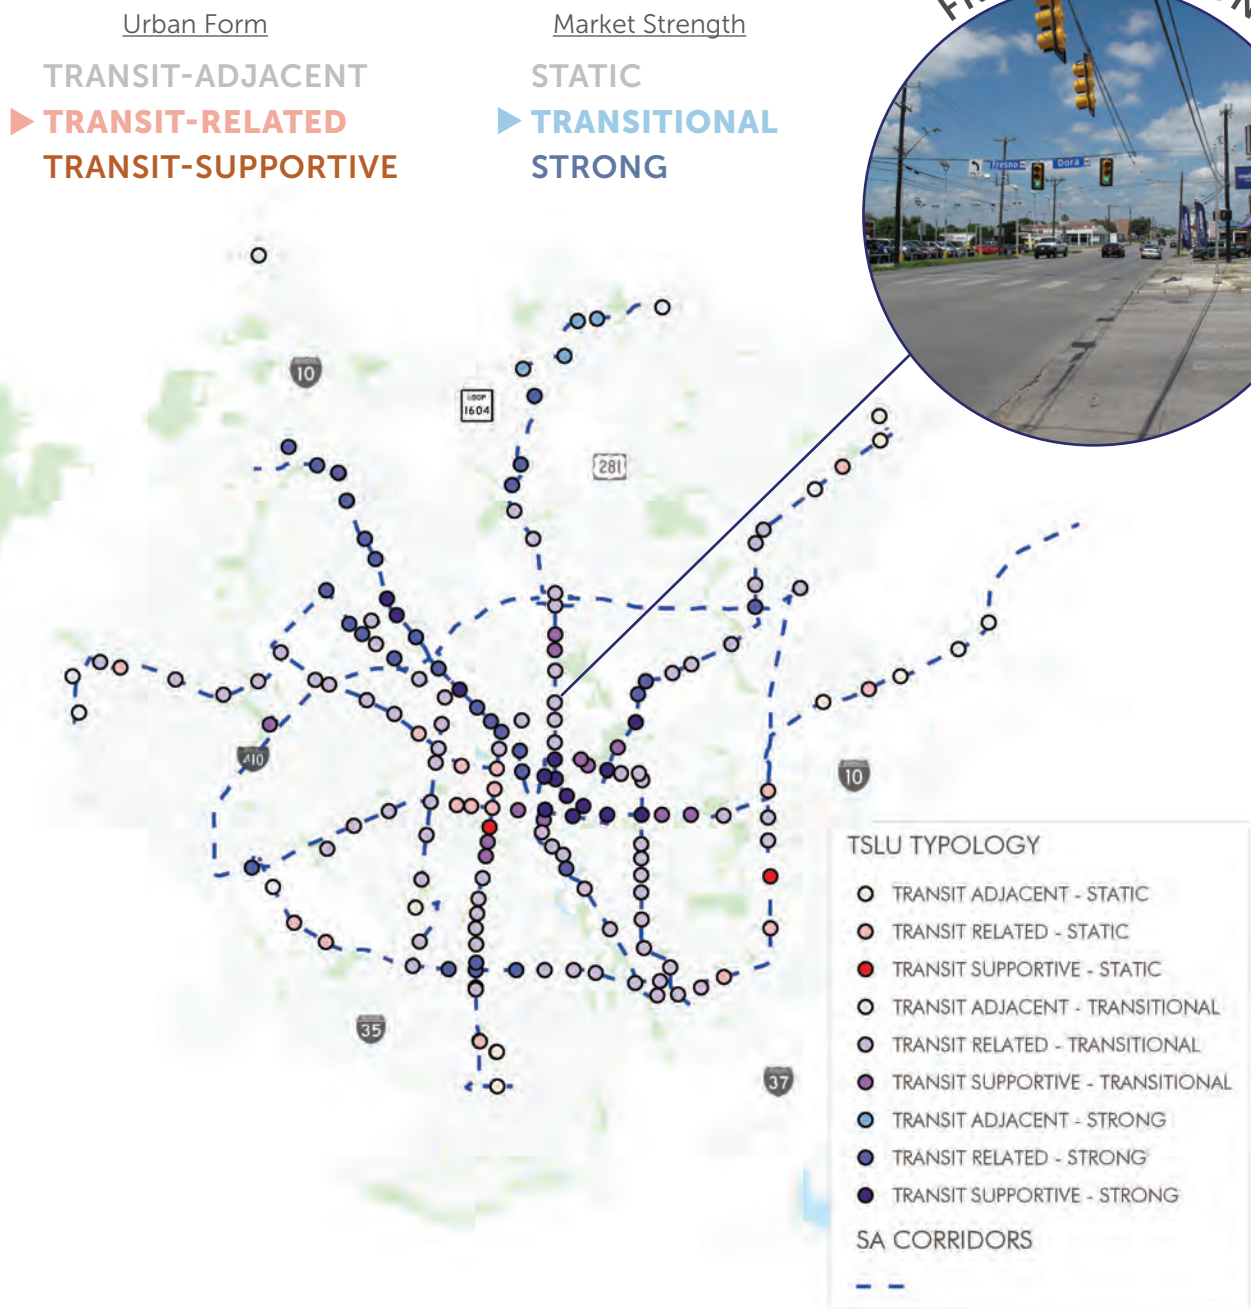 Urban Form
Market Strength
TRANSIT-ADJACENT
STATIC
TRANSIT-RELATED
TRANSITIONAL
TRANSIT-SUPPORTIVE
STRONG
Fresno
Dora
10
LOOP
1604
281
410
10
35
37
TSLU TYPOLOGY
TRANSIT ADJACENT - STATIC
TRANSIT RELATED - STATIC
TRANSIT SUPPORTIVE - STATIC
TRANSIT ADJACENT - TRANSITIONAL
TRANSIT RELATED - TRANSITIONAL
TRANSIT SUPPORTIVE - TRANSITIONAL
TRANSIT ADJACENT - STRONG
TRANSIT RELATED - STRONG
TRANSIT SUPPORTIVE - STRONG
SA CORRIDORS